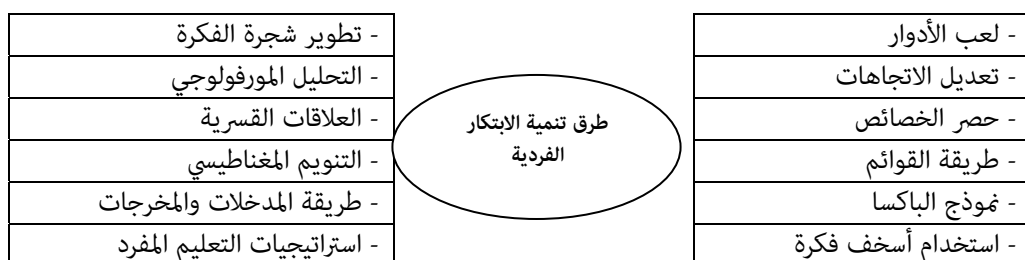 - لعب الأدوار
- تعديل الاتجاهات
- حصر الخصائص
- طريقة القوائم
- نموذج الباكسا
- استخدام أسخف فكرة
طرق تنمية الابتكار
الفردية
- تطوير شجرة الفكرة
- التحليل المورفولوجي
- العلاقات القسرية
- التنويم المغناطيسي
- طريقة المدخلات والمخرجات
- استراتيجيات التعليم المفرد